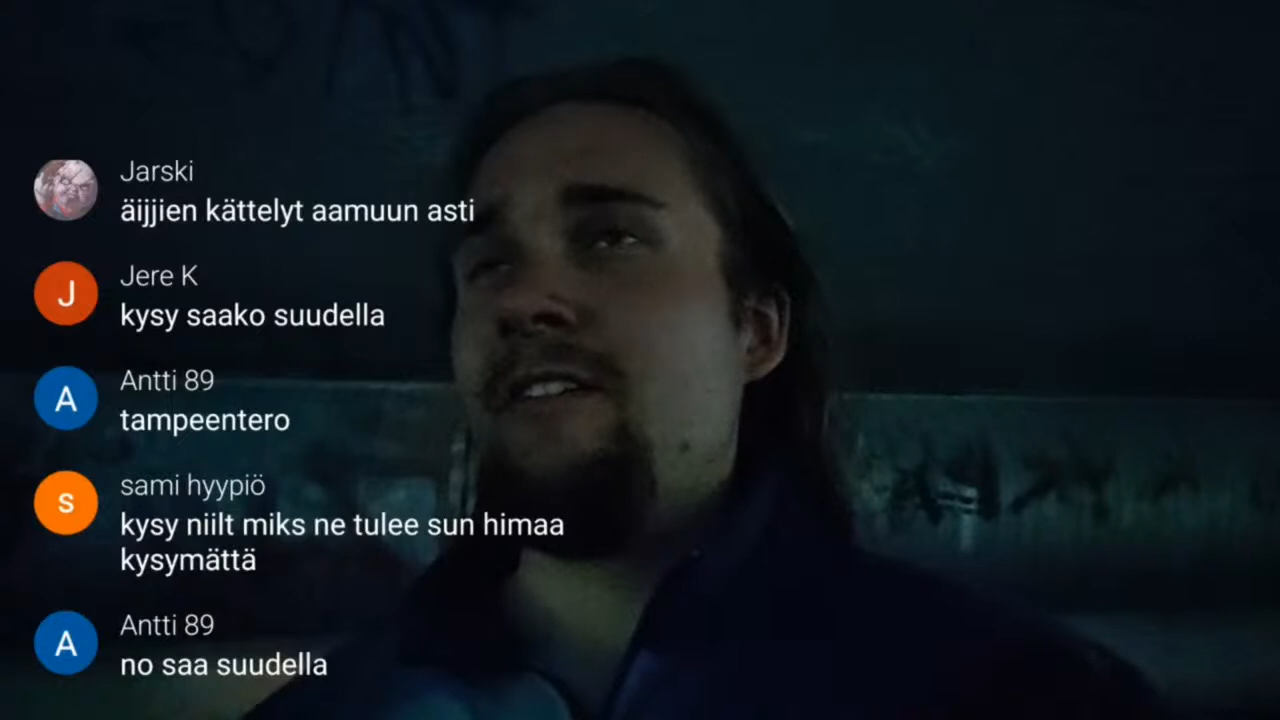 Jarski
äijjien kättelyt aamuun asti
J
Jere K
kysy saako suudella
A
Antti 89
tampeentero
s
sami hyypiö
kysy niilt miks ne tulee sun himaa
kysymättä
A
Antti 89
no saa suudella